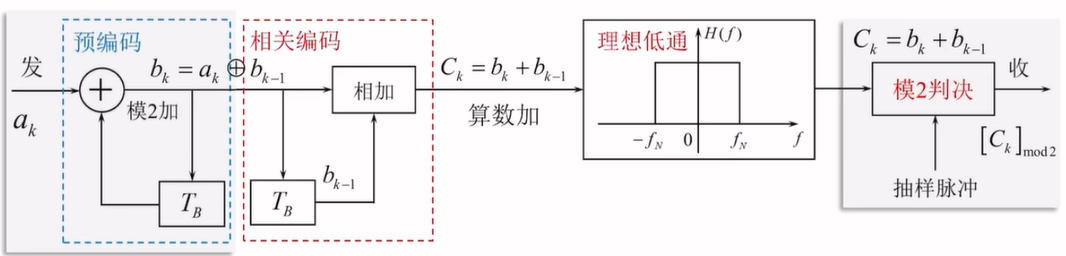 发
a_k
预编码
+
b_k = a_k ⊕ b_{k-1}
模2加
T_B
相关编码
相加
T_B
b_{k-1}
C_k = b_k + b_{k-1}
算数加
理想低通
H(f)
-f_N
0
f_N
f
C_k = b_k + b_{k-1}
模2判决
收
[C_k]_{mod 2}
抽样脉冲